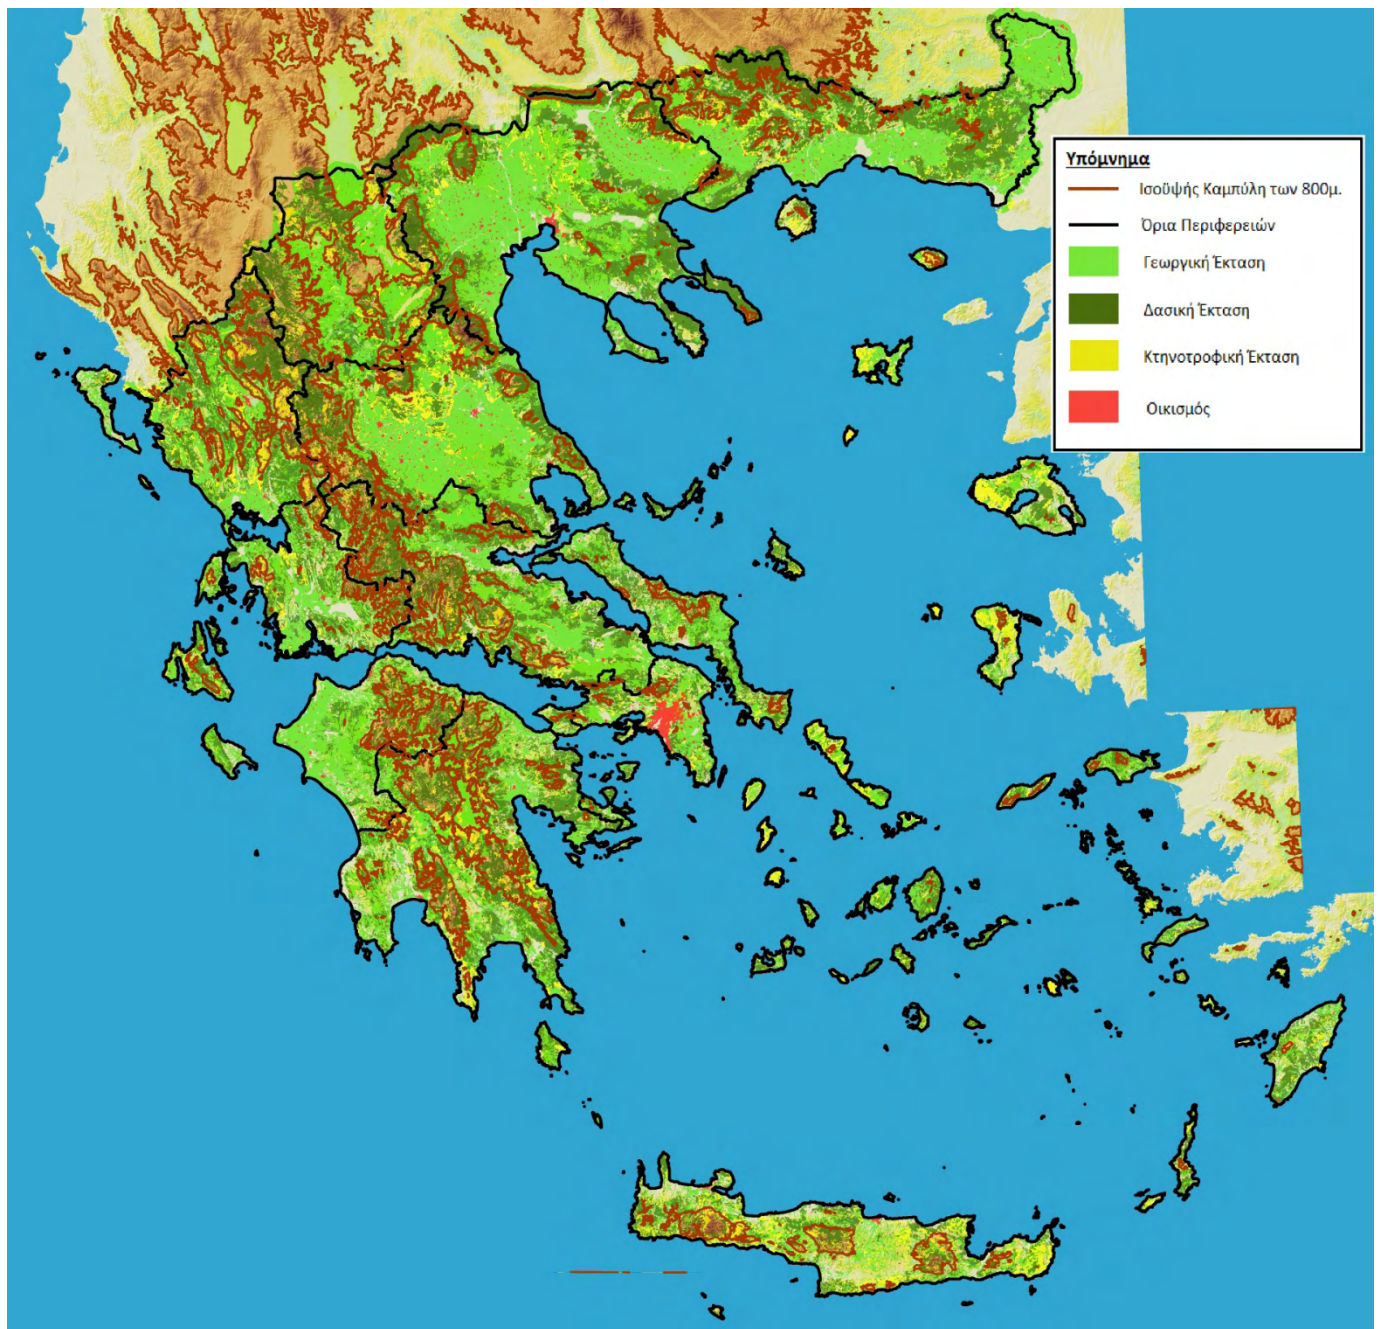 Υπόμνημα
Ισοϋψής Καμπύλη των 800μ.
Όρια Περιφερειών
Γεωργική Έκταση
Δασική Έκταση
Κτηνοτροφική Έκταση
Οικισμός